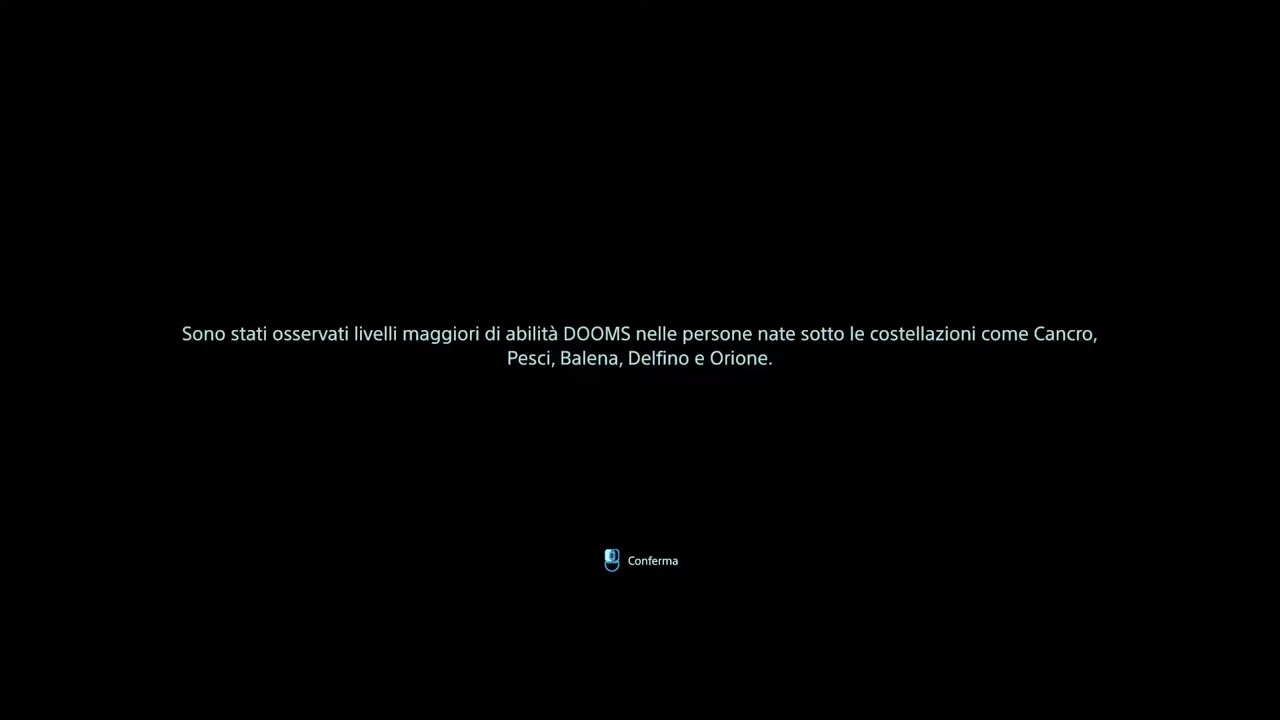 Sono stati osservati livelli maggiori di abilità DOOMS nelle persone nate sotto le costellazioni come Cancro,
Pesci, Balena, Delfino e Orione.
Conferma